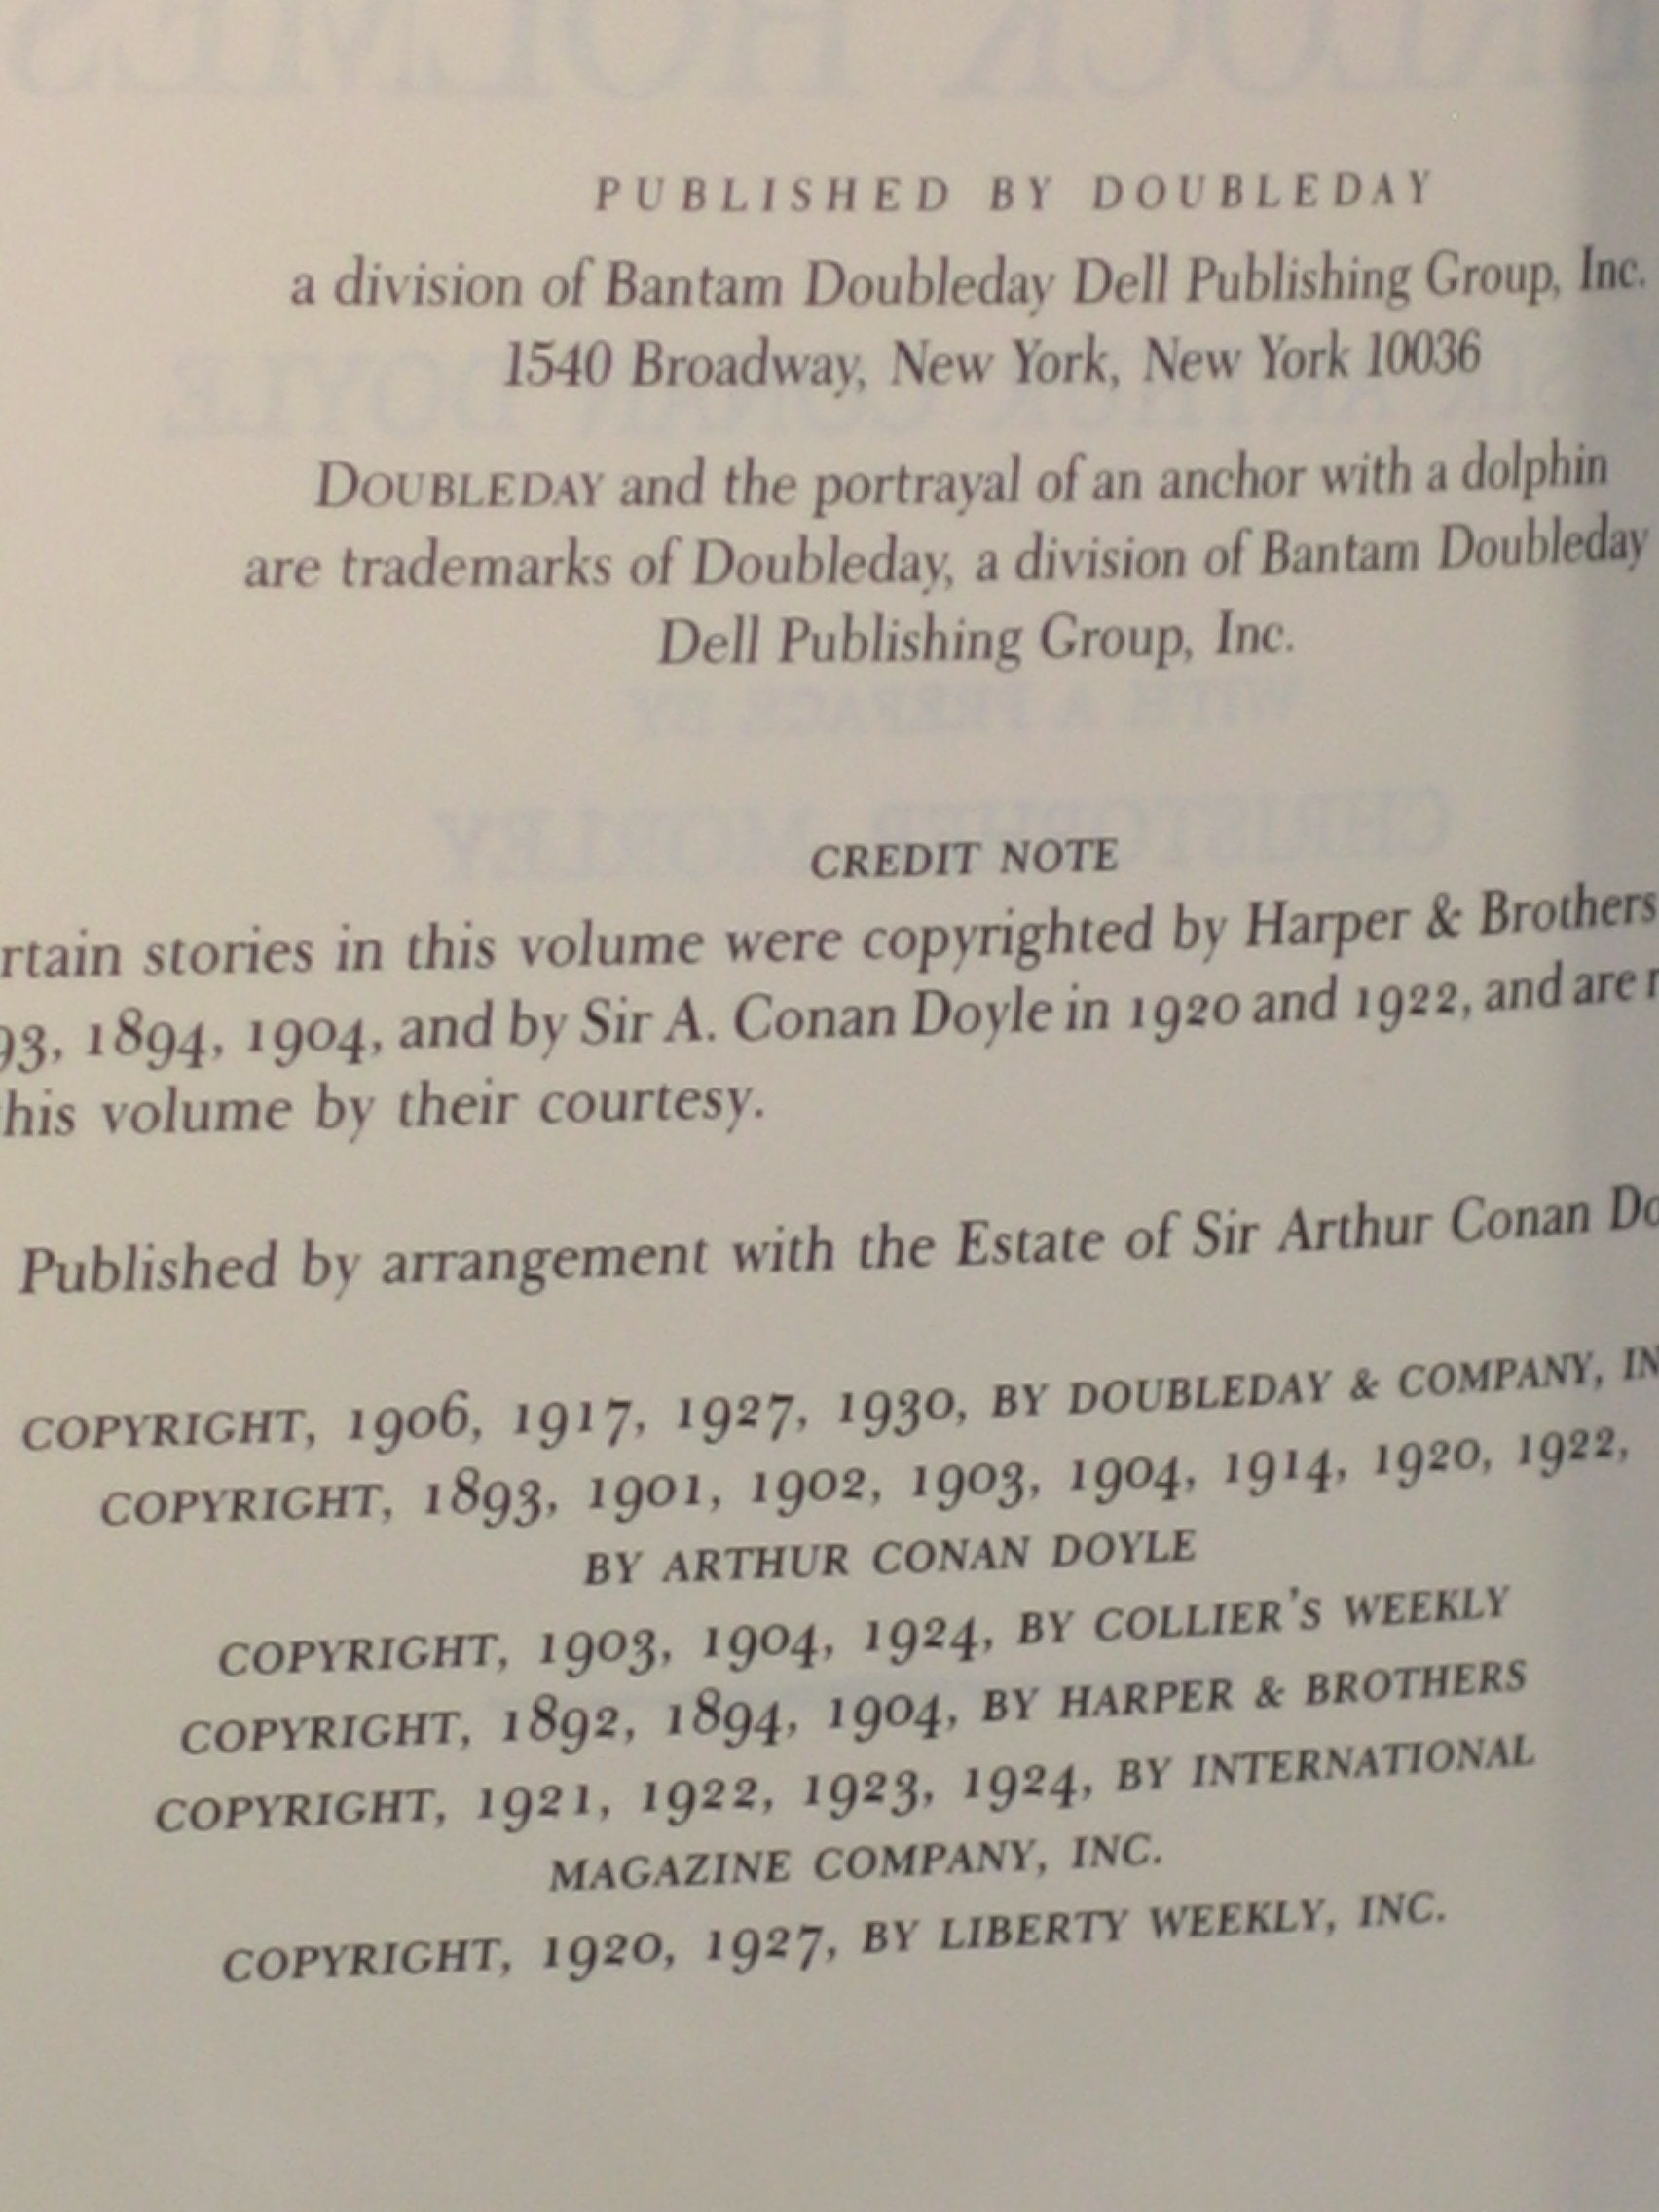 PUBLISHED BY DOUBLEDAY
a division of Bantam Doubleday Dell Publishing Group, Inc.
1540 Broadway, New York, New York 10036
DOUBLEDAY and the portrayal of an anchor with a dolphin
are trademarks of Doubleday, a division of Bantam Doubleday
Dell Publishing Group, Inc.
CREDIT NOTE
rtain stories in this volume were copyrighted by Harper & Brothers
93, 1894, 1904, and by Sir A. Conan Doyle in 1920 and 1922, and are
his volume by their courtesy.
Published by arrangement with the Estate of Sir Arthur Conan Do
COPYRIGHT, 1906, 1917, 1927, 1930, BY DOUBLEDAY & COMPANY, IN
COPYRIGHT, 1893, 1901, 1902, 1903, 1904, 1914, 1920, 1922,
BY ARTHUR CONAN DOYLE
COPYRIGHT, 1903, 1904, 1924, BY COLLIER'S WEEKLY
COPYRIGHT, 1892, 1894, 1904, BY HARPER & BROTHERS
COPYRIGHT, 1921, 1922, 1923, 1924, BY INTERNATIONAL
MAGAZINE COMPANY, INC.
COPYRIGHT, 1920, 1927, BY LIBERTY WEEKLY, INC.